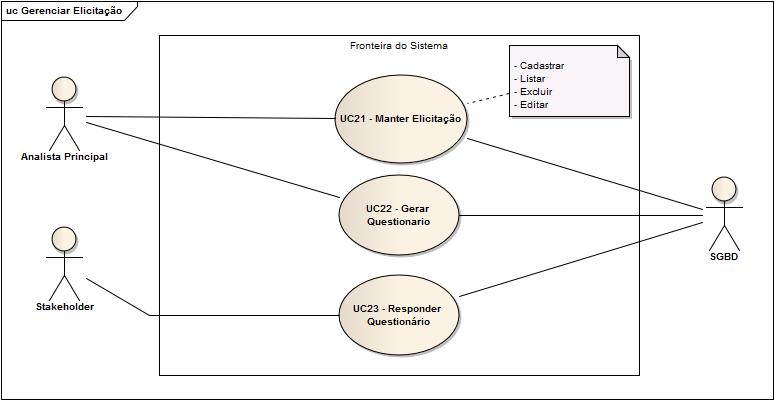 uc Gerenciar Elicitação
Fronteira do Sistema
- Cadastrar
- Listar
- Excluir
- Editar
UC21 - Manter Elicitação
Analista Principal
UC22 - Gerar
Questionario
SGBD
Stakeholder
UC23 - Responder
Questionário